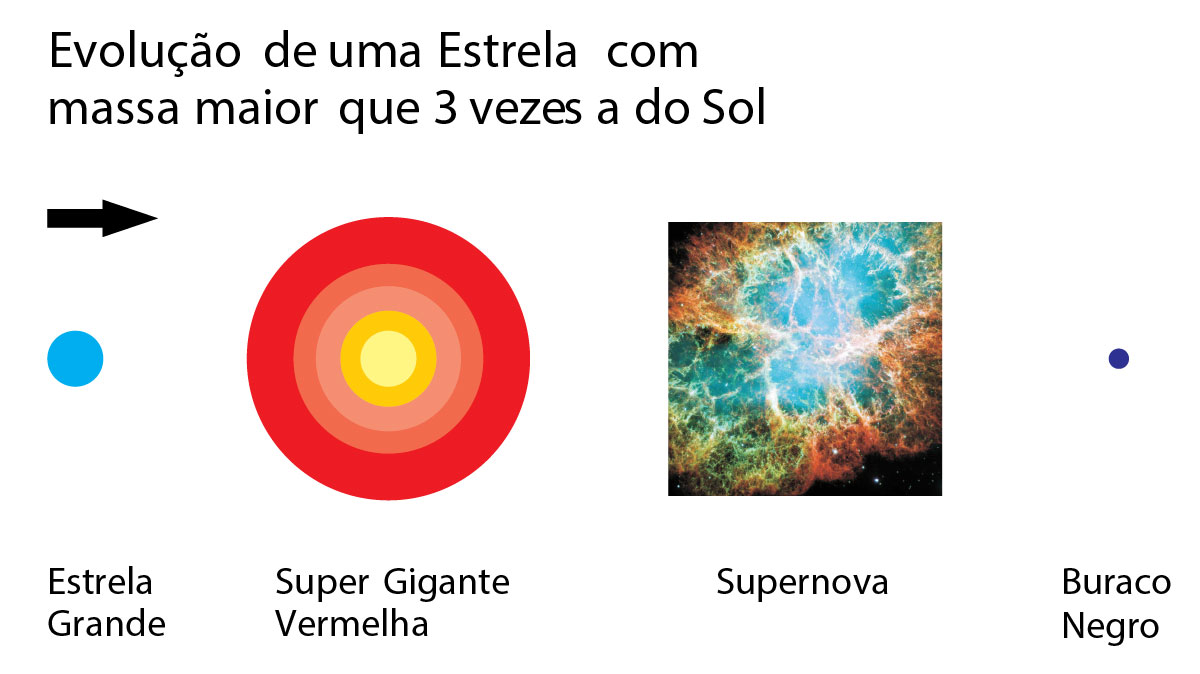 Evolução de uma Estrela com
massa maior que 3 vezes a do Sol
Estrela
Grande
Super Gigante
Vermelha
Supernova
Buraco
Negro